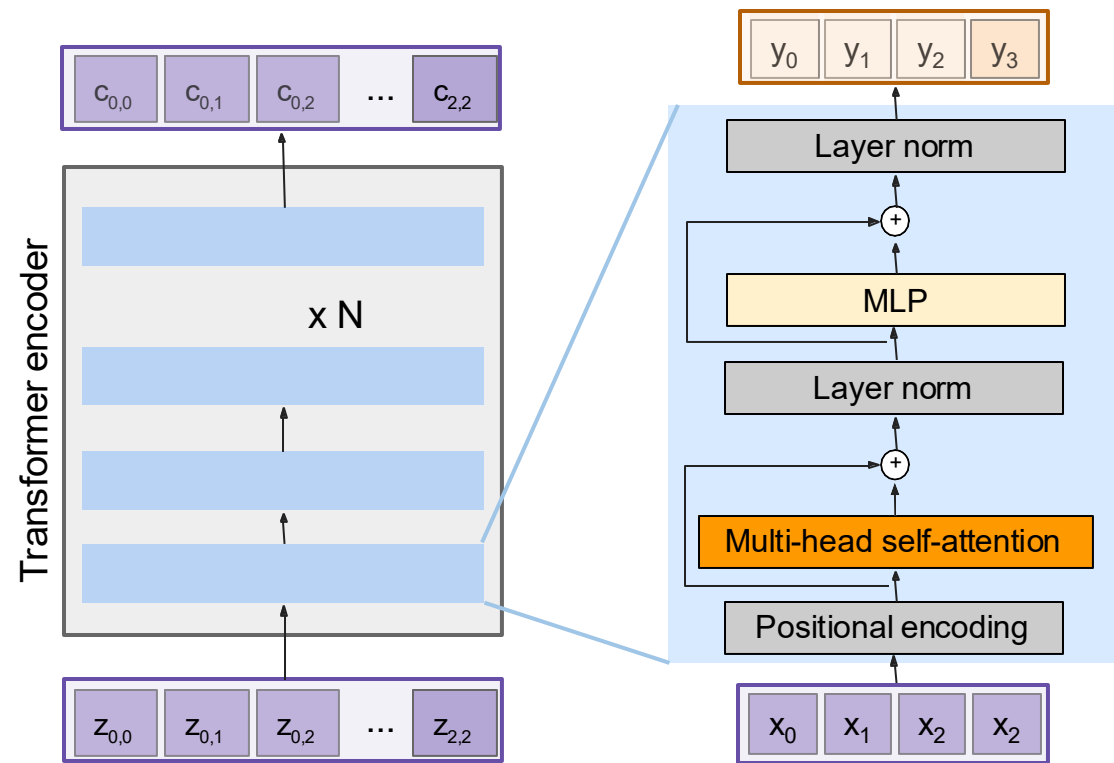 c0,0 c0,1 c0,2 ... c2,2
Transformer encoder
x N
z0,0 z0,1 z0,2 ... z2,2
y0 y1 y2 y3
Layer norm
+
MLP
Layer norm
+
Multi-head self-attention
Positional encoding
x0 x1 x2 x2